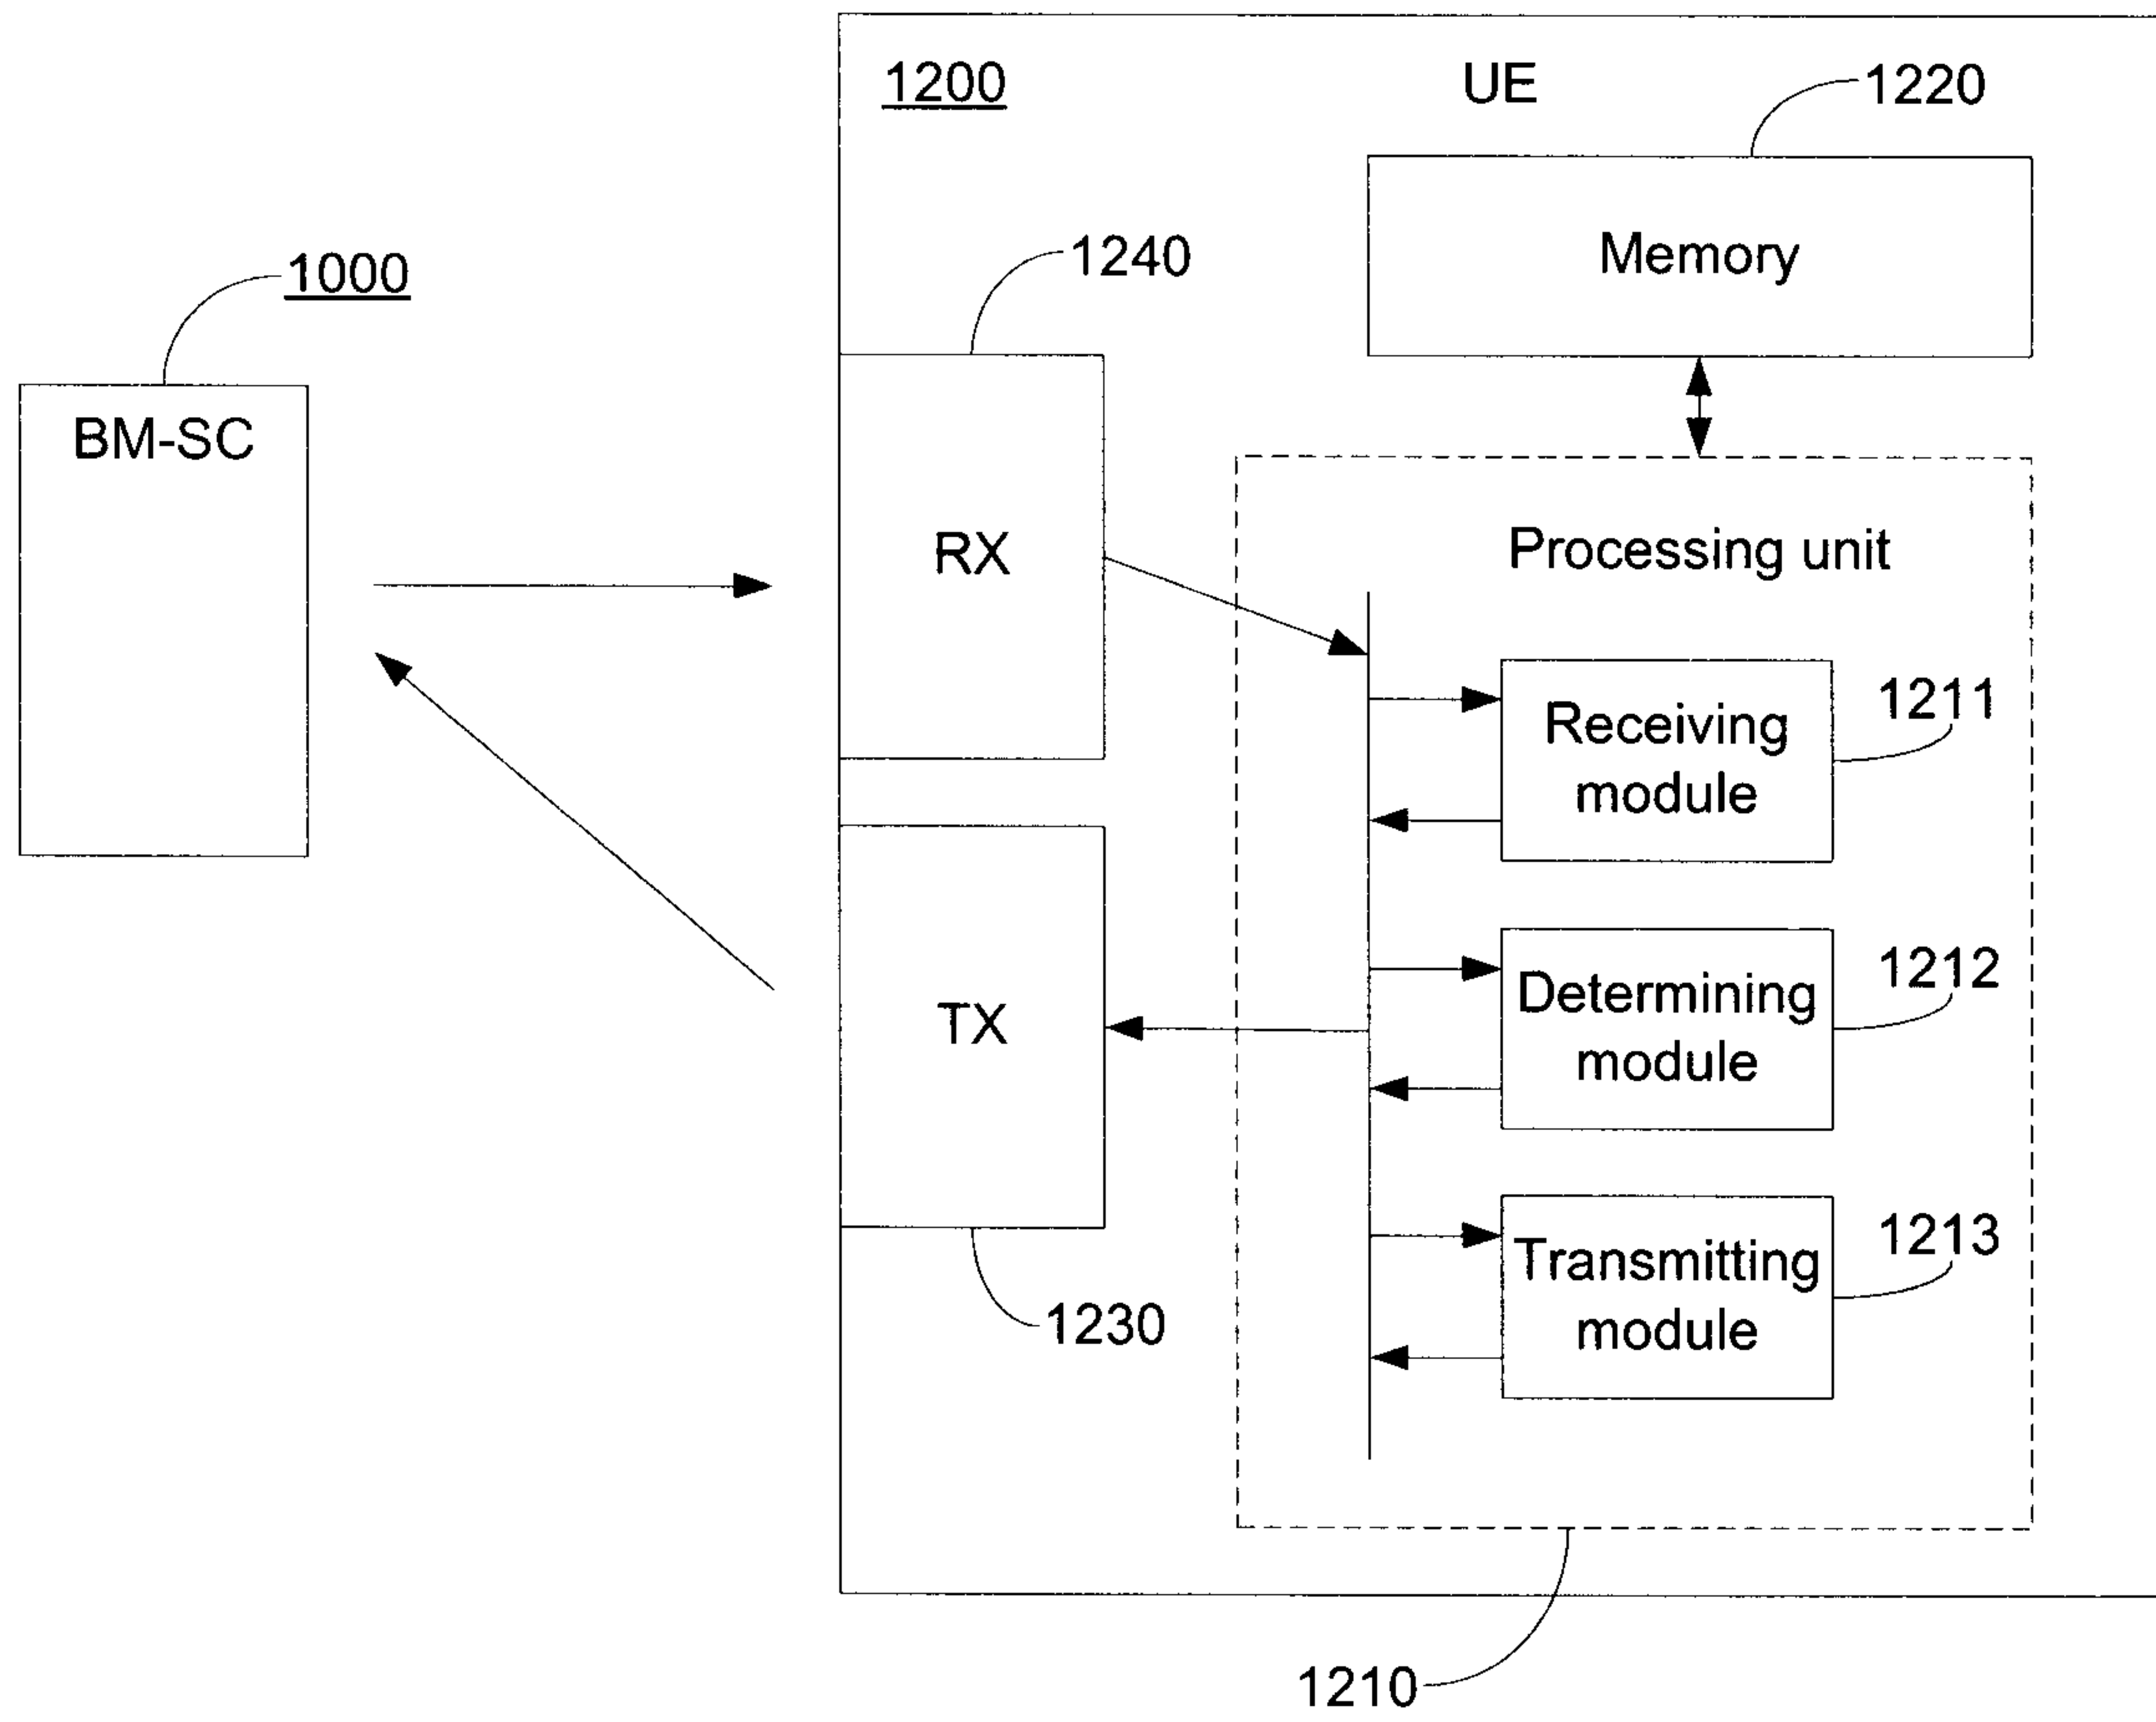 1200
UE
1220
Memory
1000
1240
BM-SC
RX
Processing unit
1211
Receiving
module
1212
Determining
module
TX
1213
Transmitting
module
1230
1210